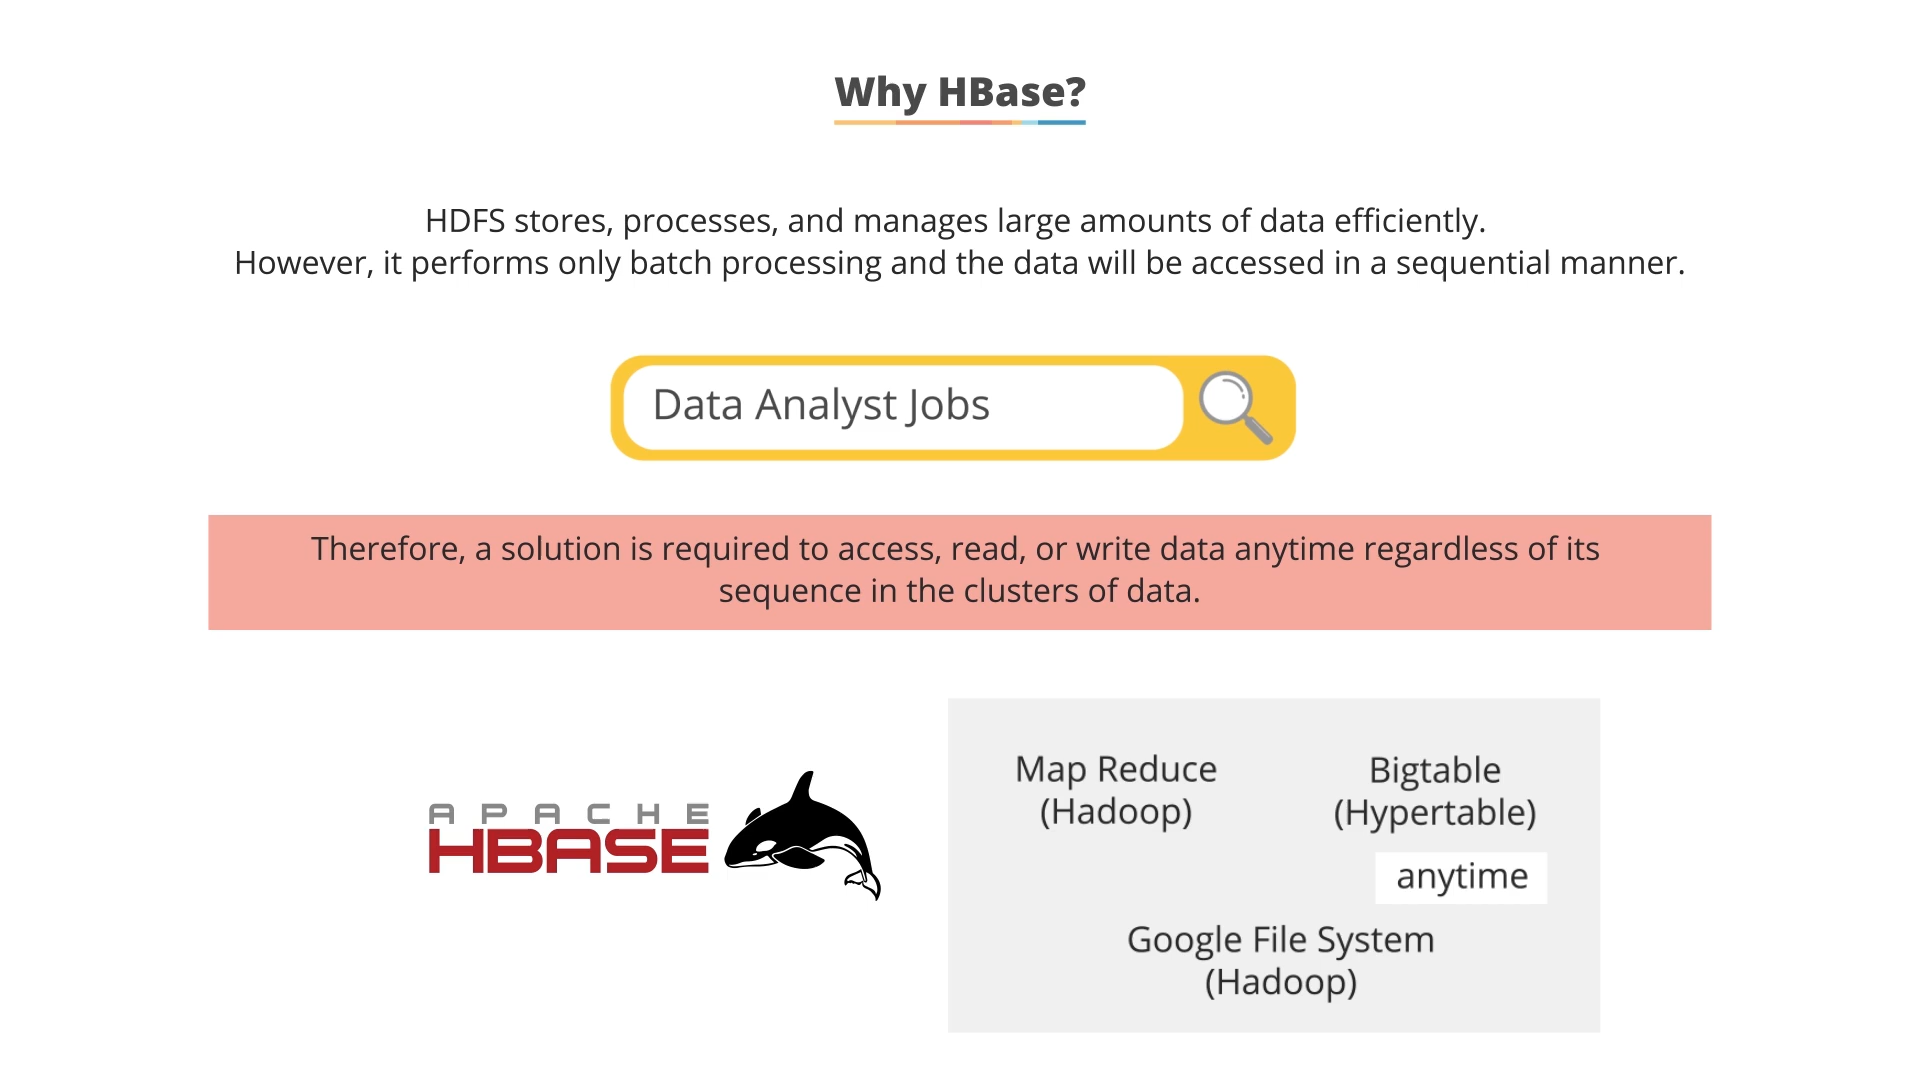 Why HBase?
HDFS stores, processes, and manages large amounts of data efficiently.
However, it performs only batch processing and the data will be accessed in a sequential manner.
Data Analyst Jobs
Therefore, a solution is required to access, read, or write data anytime regardless of its
sequence in the clusters of data.
APACHE
HBASE
Map Reduce
(Hadoop)
Bigtable
(Hypertable)
anytime
Google File System
(Hadoop)